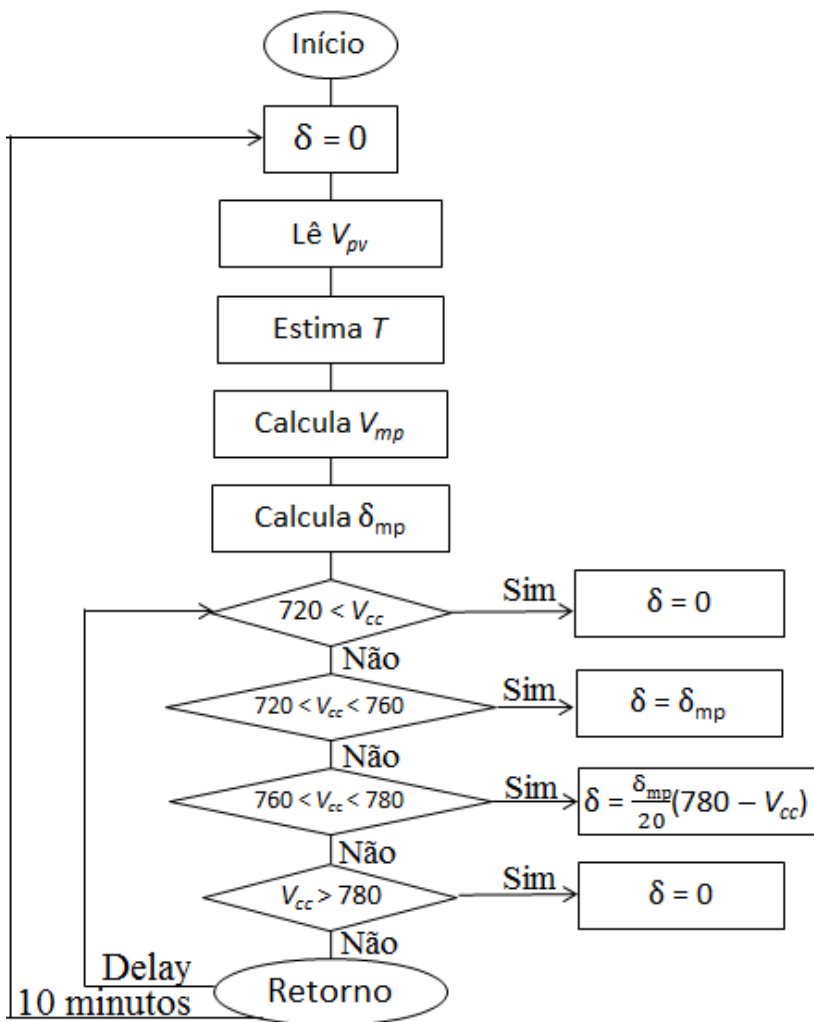 Início
δ = 0
Lê V_pv
Estima T
Calcula V_mp
Calcula δ_mp
720 < V_cc
Sim
δ = 0
Não
720 < V_cc < 760
Sim
δ = δ_mp
Não
760 < V_cc < 780
Sim
δ = δ_mp/20 (780 − V_cc)
Não
V_cc > 780
Sim
δ = 0
Não
Delay
Retorno
10 minutos